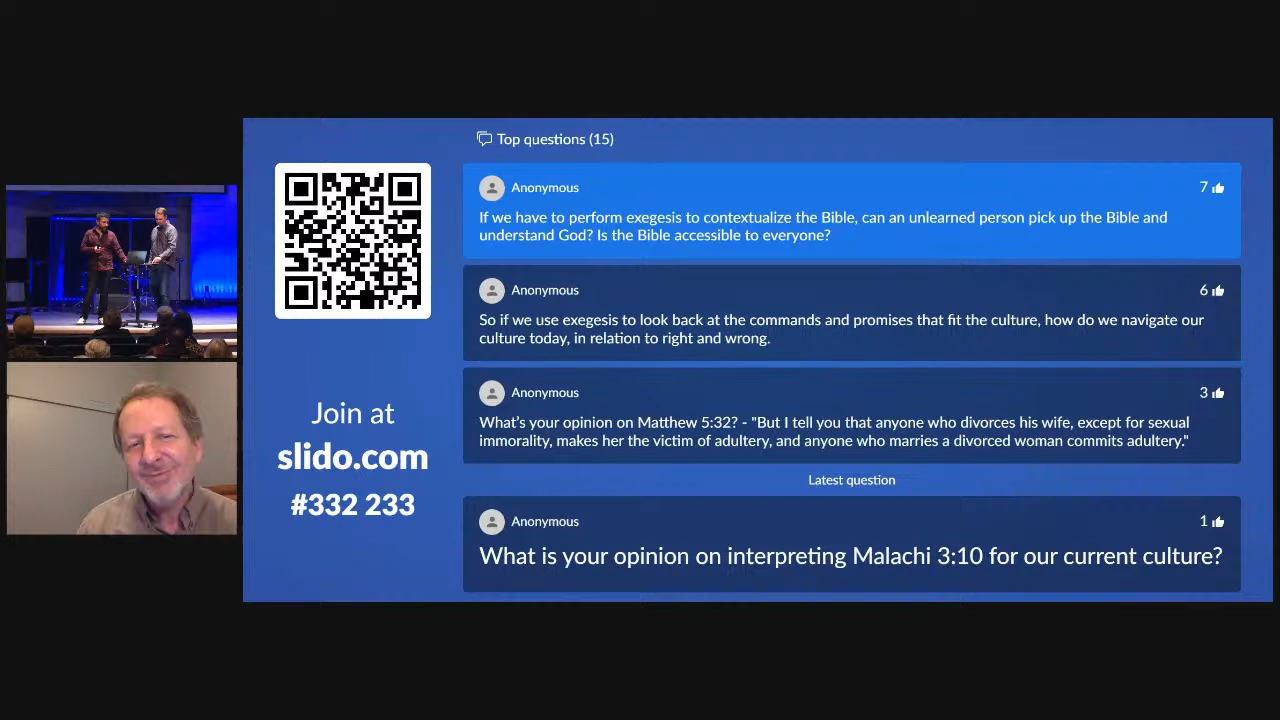 Top questions (15)
Anonymous
7
If we have to perform exegesis to contextualize the Bible, can an unlearned person pick up the Bible and
understand God? Is the Bible accessible to everyone?
Anonymous
6
So if we use exegesis to look back at the commands and promises that fit the culture, how do we navigate our
culture today, in relation to right and wrong.
Anonymous
3
What's your opinion on Matthew 5:32? - "But I tell you that anyone who divorces his wife, except for sexual
immorality, makes her the victim of adultery, and anyone who marries a divorced woman commits adultery."
Latest question
Anonymous
1
What is your opinion on interpreting Malachi 3:10 for our current culture?
Join at
slido.com
#332 233